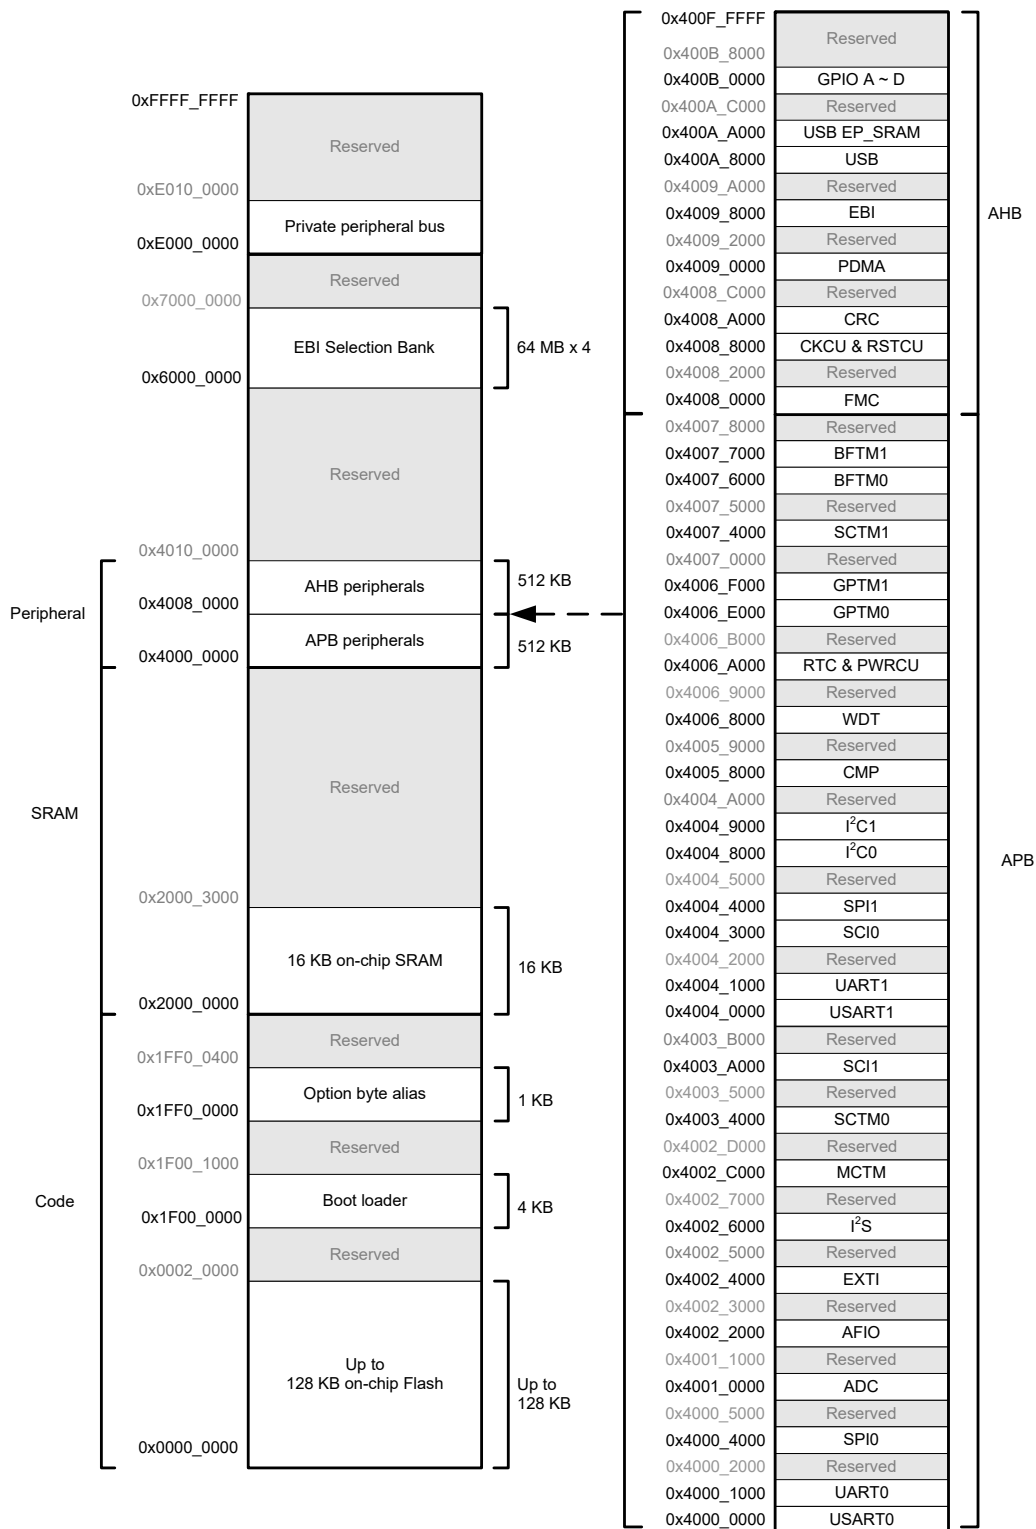 0xFFFF_FFFF
Reserved
0xE010_0000
Private peripheral bus
0xE000_0000
Reserved
0x7000_0000
EBI Selection Bank
64 MB x 4
0x6000_0000
Reserved
0x4010_0000
AHB peripherals
512 KB
0x4008_0000
Peripheral
APB peripherals
512 KB
0x4000_0000
Reserved
SRAM
0x2000_3000
16 KB on-chip SRAM
16 KB
0x2000_0000
Reserved
0x1FF0_0400
Option byte alias
1 KB
0x1FF0_0000
Reserved
0x1F00_1000
Code
Boot loader
4 KB
0x1F00_0000
Reserved
0x0002_0000
Up to
128 KB on-chip Flash
Up to
128 KB
0x0000_0000
0x400F_FFFF
Reserved
0x400B_8000
0x400B_0000 GPIO A ~ D
0x400A_C000 Reserved
0x400A_A000 USB EP_SRAM
0x400A_8000 USB
0x4009_A000 Reserved
0x4009_8000 EBI
AHB
0x4009_2000 Reserved
0x4009_0000 PDMA
0x4008_C000 Reserved
0x4008_A000 CRC
0x4008_8000 CKCU & RSTCU
0x4008_2000 Reserved
0x4008_0000 FMC
0x4007_8000 Reserved
0x4007_7000 BFTM1
0x4007_6000 BFTM0
0x4007_5000 Reserved
0x4007_4000 SCTM1
0x4007_0000 Reserved
0x4006_F000 GPTM1
0x4006_E000 GPTM0
0x4006_B000 Reserved
0x4006_A000 RTC & PWRCU
0x4006_9000 Reserved
0x4006_8000 WDT
0x4005_9000 Reserved
0x4005_8000 CMP
0x4004_A000 Reserved
0x4004_9000 I²C1
0x4004_8000 I²C0
APB
0x4004_5000 Reserved
0x4004_4000 SPI1
0x4004_3000 SCI0
0x4004_2000 Reserved
0x4004_1000 UART1
0x4004_0000 USART1
0x4003_B000 Reserved
0x4003_A000 SCI1
0x4003_5000 Reserved
0x4003_4000 SCTM0
0x4002_D000 Reserved
0x4002_C000 MCTM
0x4002_7000 Reserved
0x4002_6000 I²S
0x4002_5000 Reserved
0x4002_4000 EXTI
0x4002_3000 Reserved
0x4002_2000 AFIO
0x4001_1000 Reserved
0x4001_0000 ADC
0x4000_5000 Reserved
0x4000_4000 SPI0
0x4000_2000 Reserved
0x4000_1000 UART0
0x4000_0000 USART0